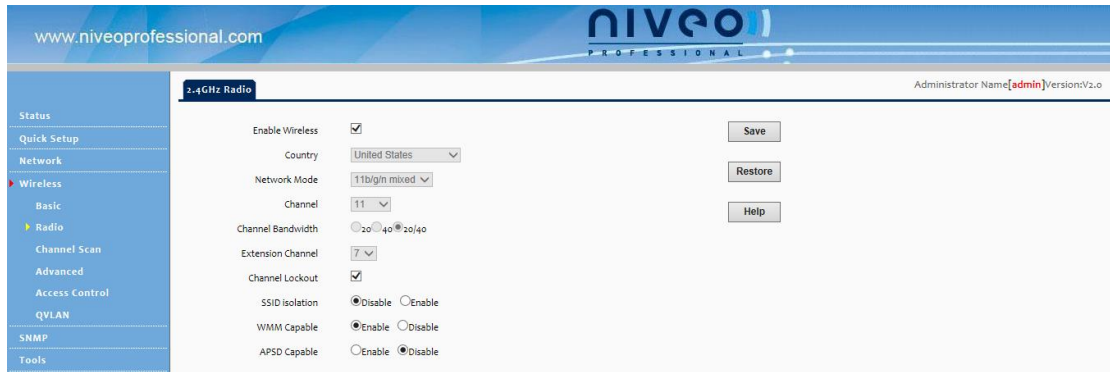 www.niveoprofessional.com
niveo
PROFESSIONAL
2.4GHz Radio
Administrator Name[admin]Version:V2.0
Status
Quick Setup
Network
Wireless
Basic
Radio
Channel Scan
Advanced
Access Control
QVLAN
SNMP
Tools
Enable Wireless
Country United States
Network Mode 11b/g/n mixed
Channel 11
Channel Bandwidth 20 40 20/40
Extension Channel 7
Channel Lockout
SSID isolation Disable Enable
WMM Capable Enable Disable
APSD Capable Enable Disable
Save
Restore
Help